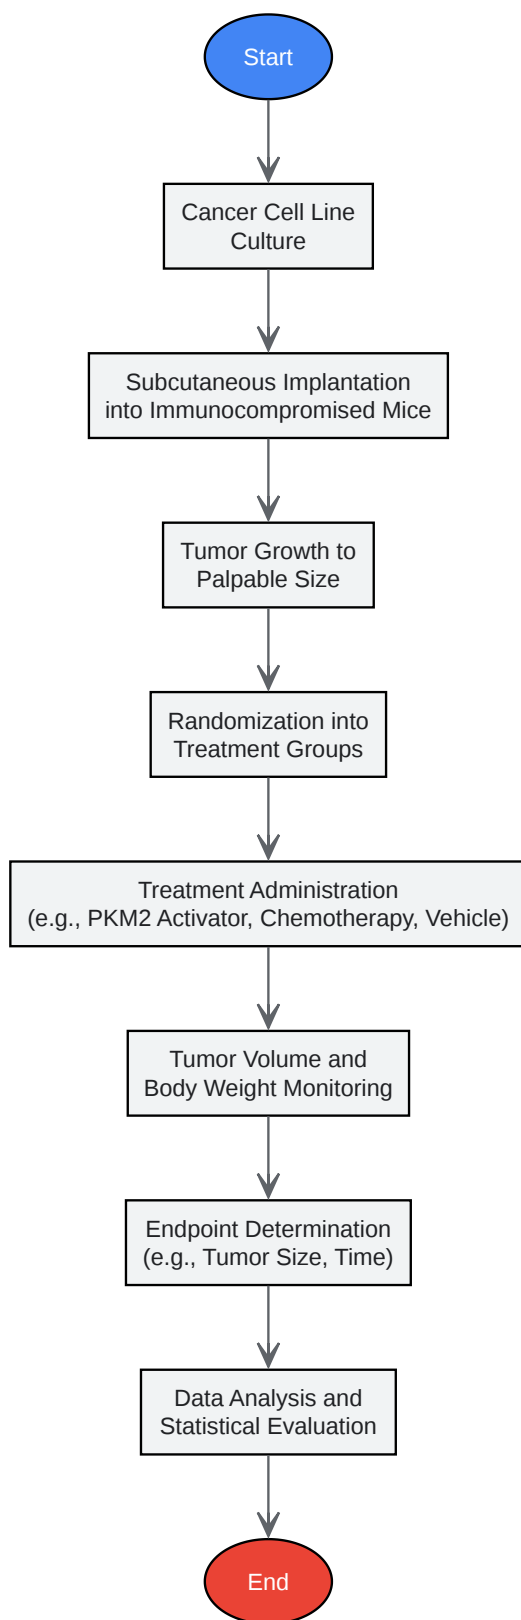 Start
Cancer Cell Line
Culture
Subcutaneous Implantation
into Immunocompromised Mice
Tumor Growth to
Palpable Size
Randomization into
Treatment Groups
Treatment Administration
(e.g., PKM2 Activator, Chemotherapy, Vehicle)
Tumor Volume and
Body Weight Monitoring
Endpoint Determination
(e.g., Tumor Size, Time)
Data Analysis and
Statistical Evaluation
End